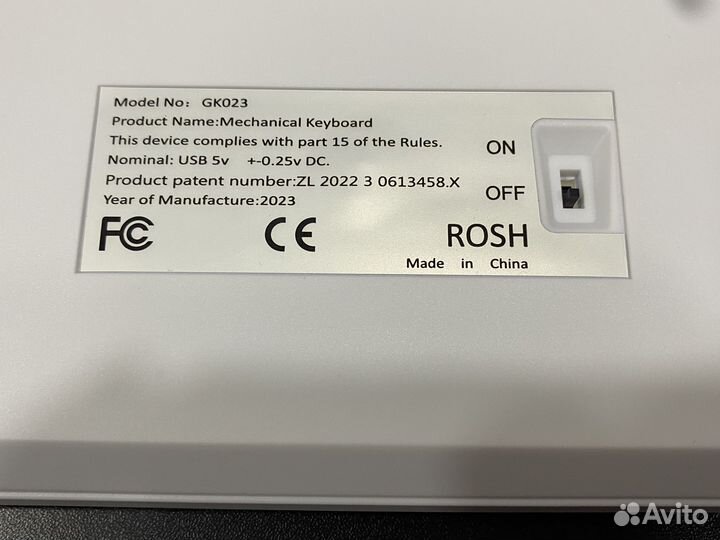 Model No: GK023
Product Name:Mechanical Keyboard
This device complies with part 15 of the Rules.
Nominal: USB 5v +-0.25v DC.
Product patent number:ZL 2022 3 0613458.X
Year of Manufacture:2023
ON
OFF
FC CE ROSH
Made in China
Avito